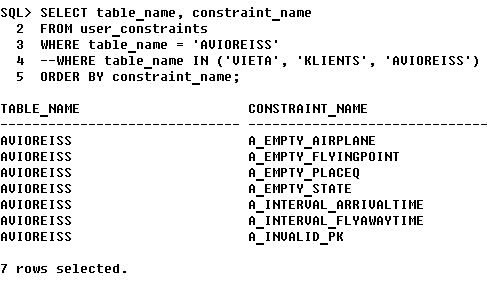 SQL> SELECT table_name, constraint_name
  2  FROM user_constraints
  3  WHERE table_name = 'AVIOREISS'
  4  --WHERE table_name IN ('VIETA', 'KLIENTS', 'AVIOREISS')
  5  ORDER BY constraint_name;
TABLE_NAME                     CONSTRAINT_NAME
------------------------------ ------------------------------
AVIOREISS                      A_EMPTY_AIRPLANE
AVIOREISS                      A_EMPTY_FLYINGPOINT
AVIOREISS                      A_EMPTY_PLACEQ
AVIOREISS                      A_EMPTY_STATE
AVIOREISS                      A_INTERVAL_ARRIVALTIME
AVIOREISS                      A_INTERVAL_FLYAWAYTIME
AVIOREISS                      A_INVALID_PK
7 rows selected.